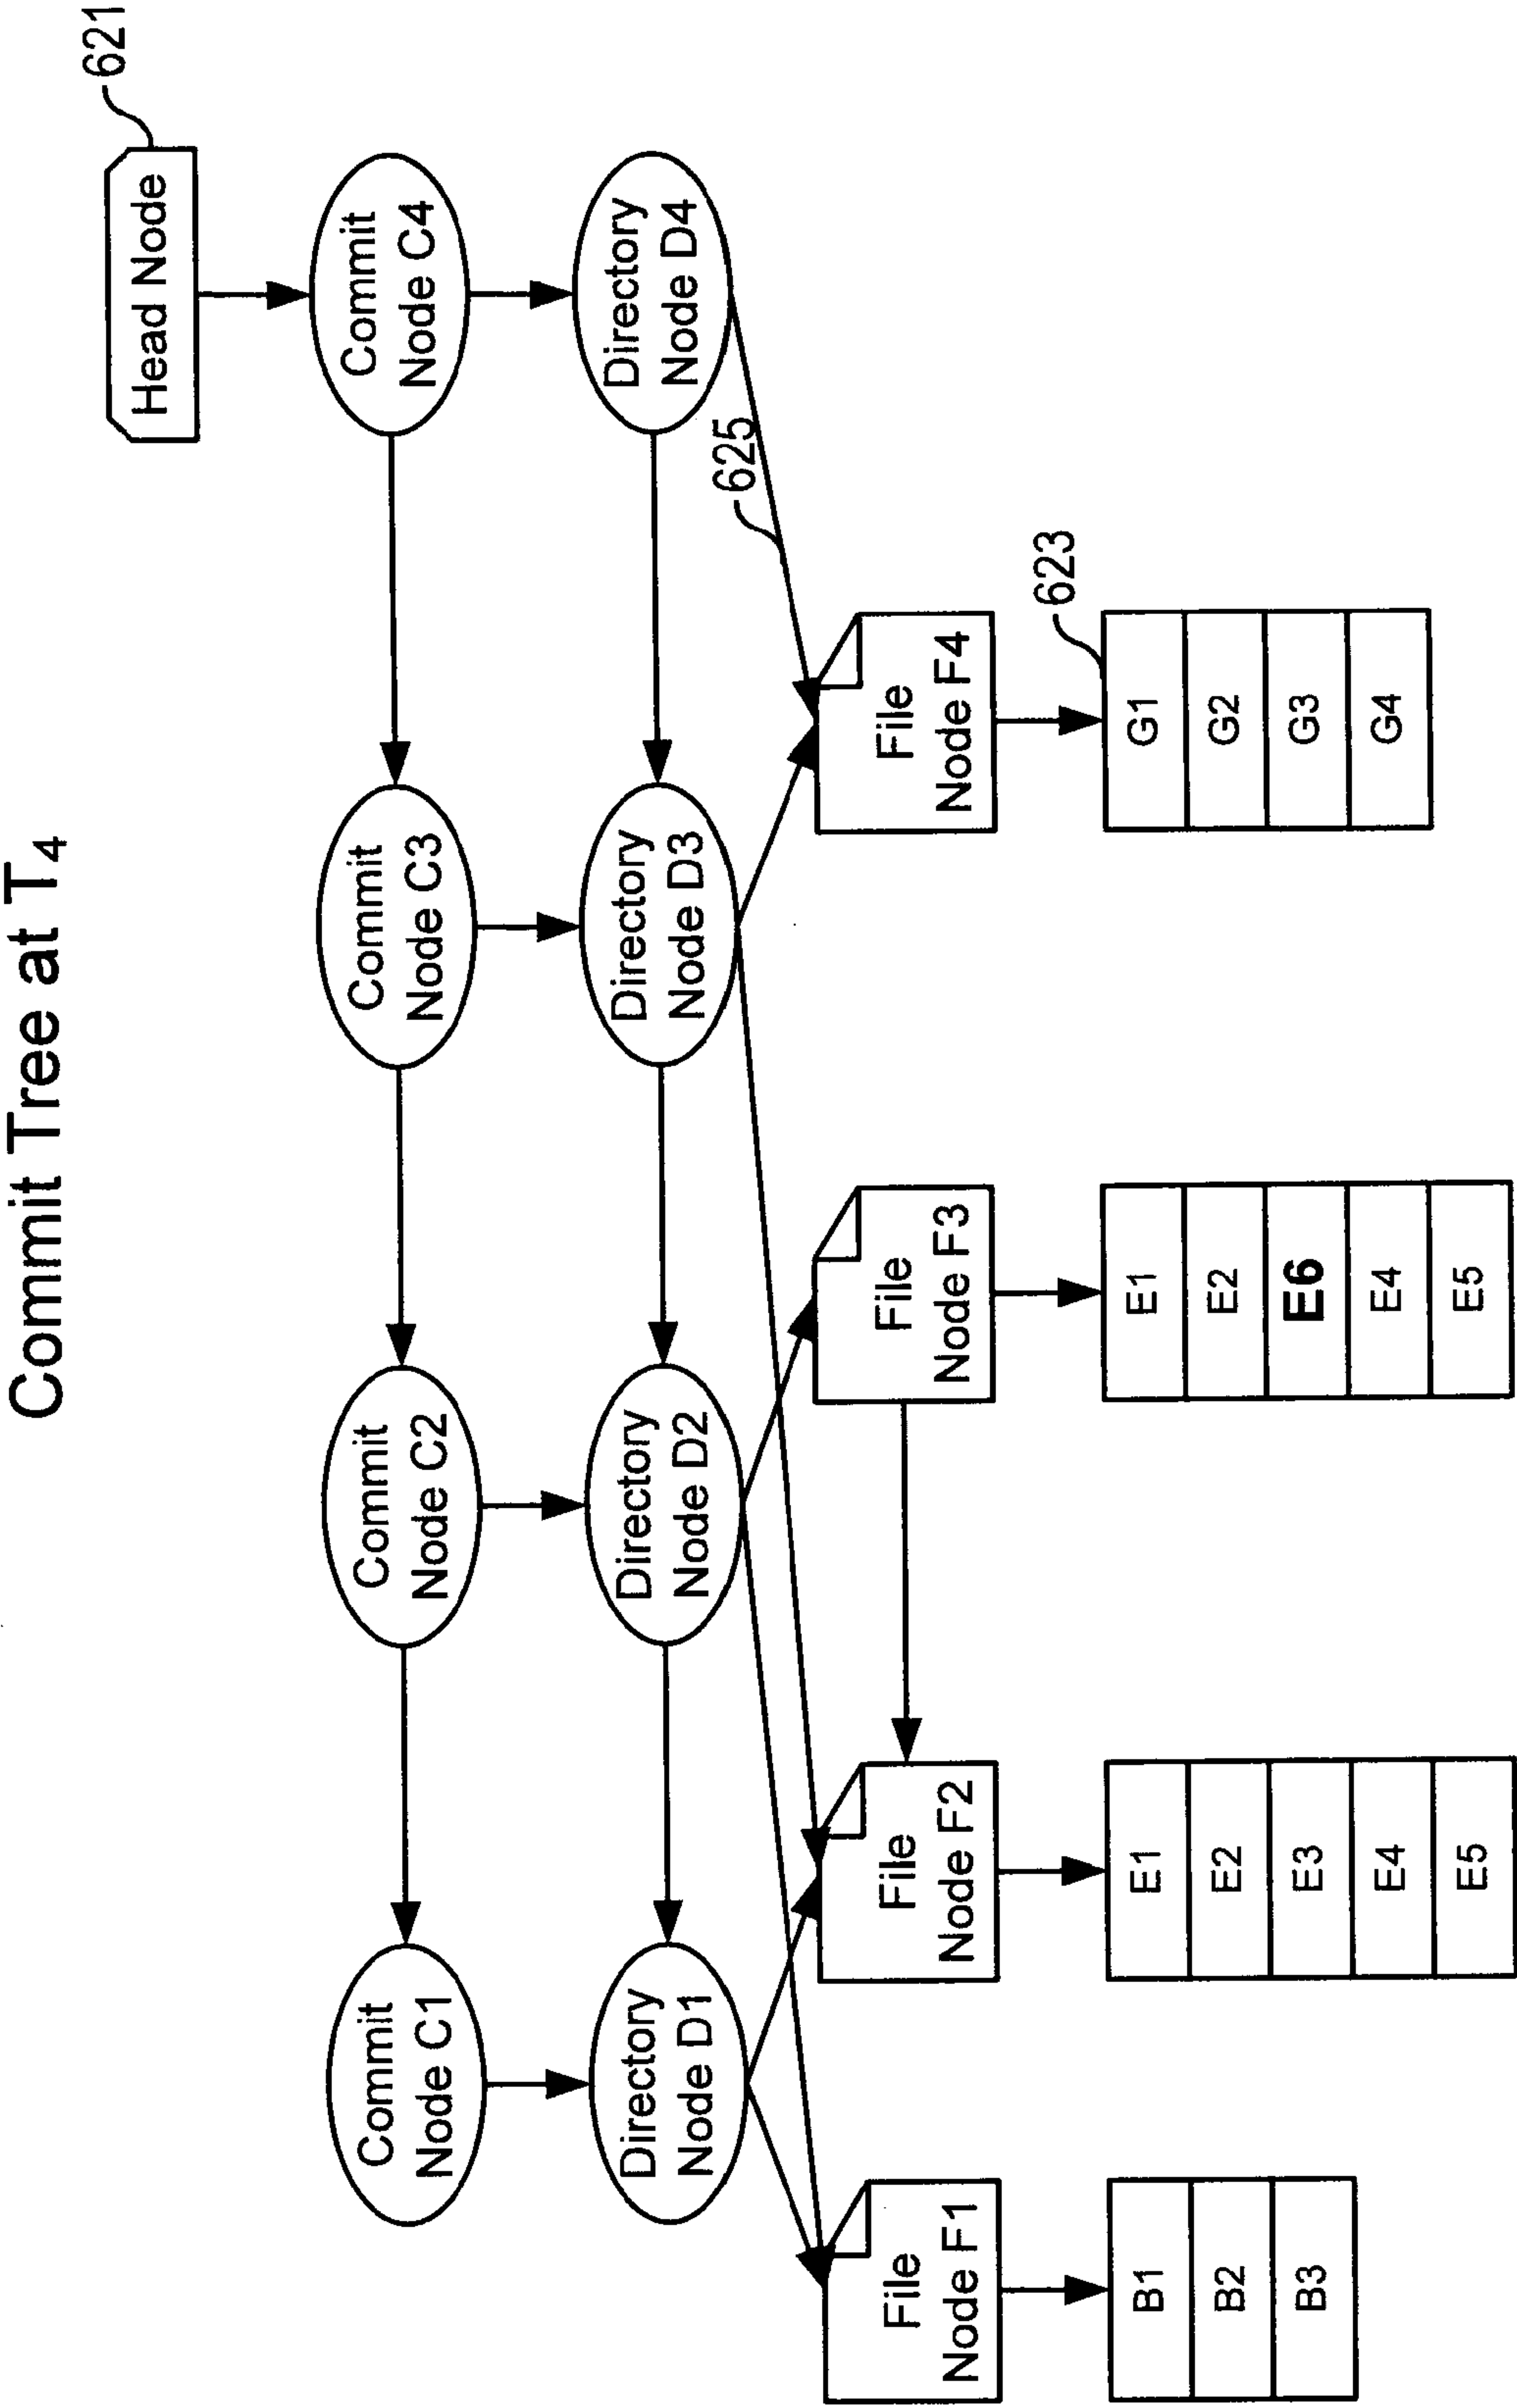 Commit Tree at T4
Head Node
621
Commit
Node C1
Commit
Node C2
Commit
Node C3
Commit
Node C4
Directory
Node D1
Directory
Node D2
Directory
Node D3
Directory
Node D4
625
File
Node F1
File
Node F2
File
Node F3
File
Node F4
623
B1
B2
B3
E1
E2
E3
E4
E5
E1
E2
E6
E4
E5
G1
G2
G3
G4